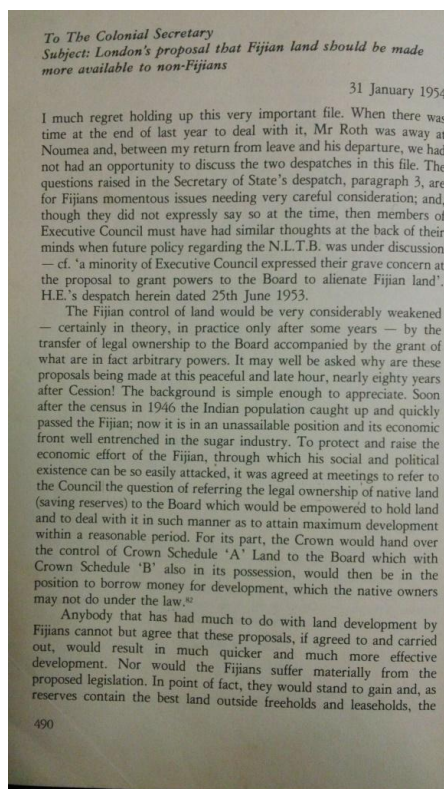 To The Colonial Secretary
Subject: London's proposal that Fijian land should be made
more available to non-Fijians
31 January 1954
I much regret holding up this very important file. When there was
time at the end of last year to deal with it, Mr Roth was away at
Noumea and, between my return from leave and his departure, we had
not had an opportunity to discuss the two despatches in this file. The
questions raised in the Secretary of State's despatch, paragraph 3, are
for Fijians momentous issues needing very careful consideration; and,
though they did not expressly say so at the time, then members of
Executive Council must have had similar thoughts at the back of their
minds when future policy regarding the N.L.T.B. was under discussion
— cf. 'a minority of Executive Council expressed their grave concern at
the proposal to grant powers to the Board to alienate Fijian land'.
H.E.'s despatch herein dated 25th June 1953.
The Fijian control of land would be very considerably weakened
— certainly in theory, in practice only after some years — by the
transfer of legal ownership to the Board accompanied by the grant of
what are in fact arbitrary powers. It may well be asked why are these
proposals being made at this peaceful and late hour, nearly eighty years
after Cession! The background is simple enough to appreciate. Soon
after the census in 1946 the Indian population caught up and quickly
passed the Fijian; now it is in an unassailable position and its economic
front well entrenched in the sugar industry. To protect and raise the
economic effort of the Fijian, through which his social and political
existence can be so easily attacked, it was agreed at meetings to refer to
the Council the question of referring the legal ownership of native land
(saving reserves) to the Board which would be empowered to hold land
and to deal with it in such manner as to attain maximum development
within a reasonable period. For its part, the Crown would hand over
the control of Crown Schedule 'A' Land to the Board which with
Crown Schedule 'B' also in its possession, would then be in the
position to borrow money for development, which the native owners
may not do under the law.⁸²
Anybody that has had much to do with land development by
Fijians cannot but agree that these proposals, if agreed to and carried
out, would result in much quicker and much more effective
development. Nor would the Fijians suffer materially from the
proposed legislation. In point of fact, they would stand to gain and, as
reserves contain the best land outside freeholds and leaseholds, the
490